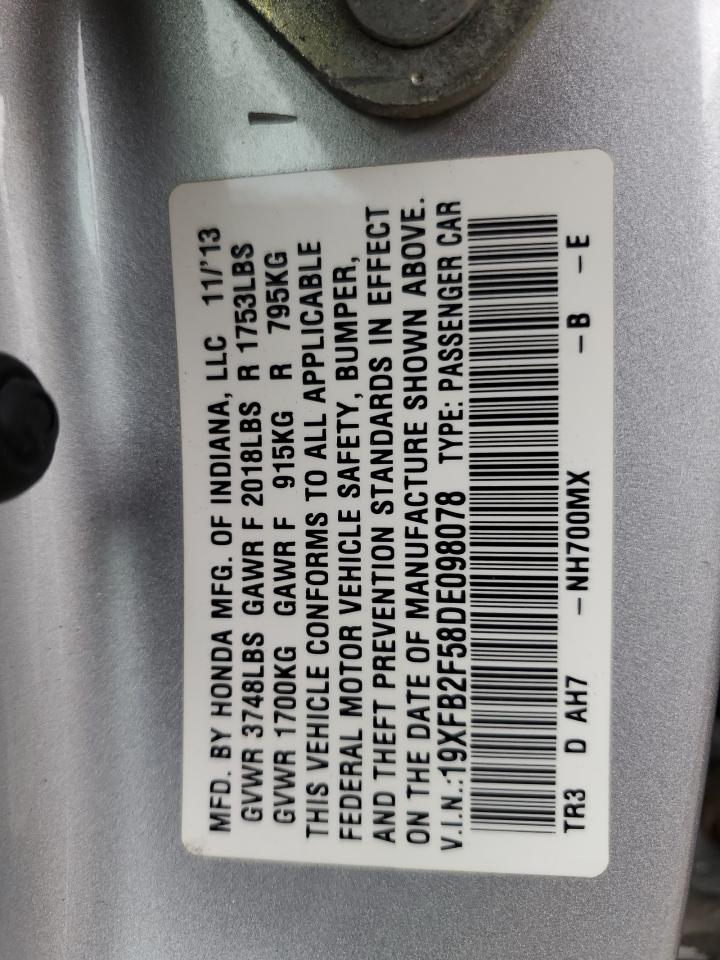 MFD. BY HONDA MFG. OF INDIANA, LLC 11/'13
GVWR 3748LBS GAWR F 2018LBS R 1753LBS
GVWR 1700KG GAWR F 915KG R 795KG
THIS VEHICLE CONFORMS TO ALL APPLICABLE
FEDERAL MOTOR VEHICLE SAFETY, BUMPER,
AND THEFT PREVENTION STANDARDS IN EFFECT
ON THE DATE OF MANUFACTURE SHOWN ABOVE.
V.I.N.:19XFB2F58DE098078 TYPE: PASSENGER CAR
TR3 D AH7 –NH700MX –B –E